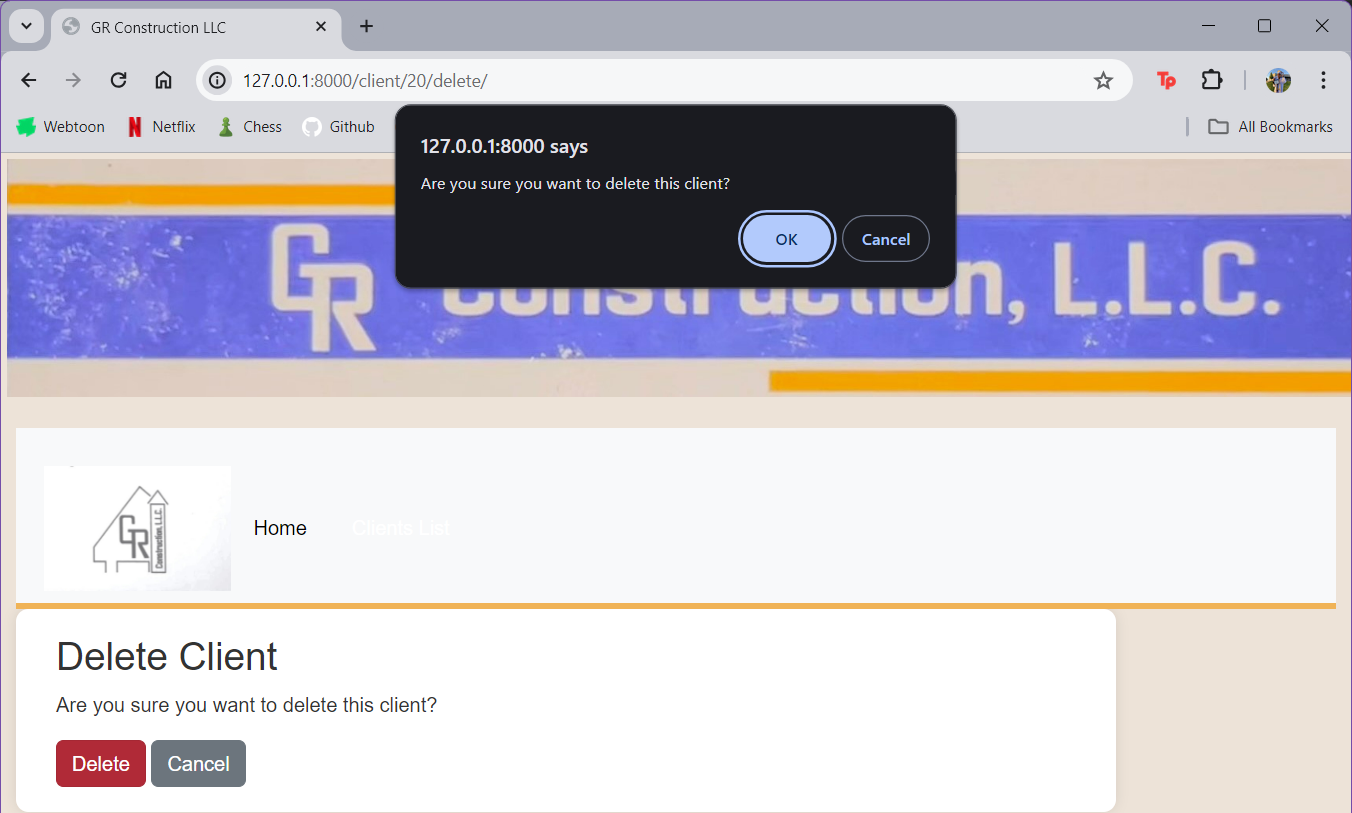 GR Construction LLC
127.0.0.1:8000/client/20/delete/
Tp
Webtoon
Netflix
Chess
Github
All Bookmarks
127.0.0.1:8000 says
Are you sure you want to delete this client?
OK
Cancel
GR Construction, L.L.C.
GR Construction, LLC.
Home
Clients List
Delete Client
Are you sure you want to delete this client?
Delete
Cancel